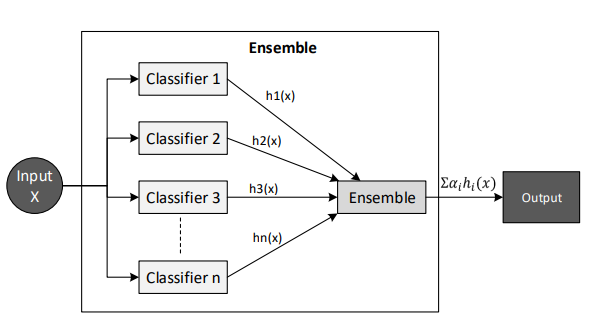 Ensemble
Classifier 1
h1(x)
Classifier 2
h2(x)
Input
X
Classifier 3
h3(x)
Ensemble
Σαᵢhᵢ(x)
Output
hn(x)
Classifier n